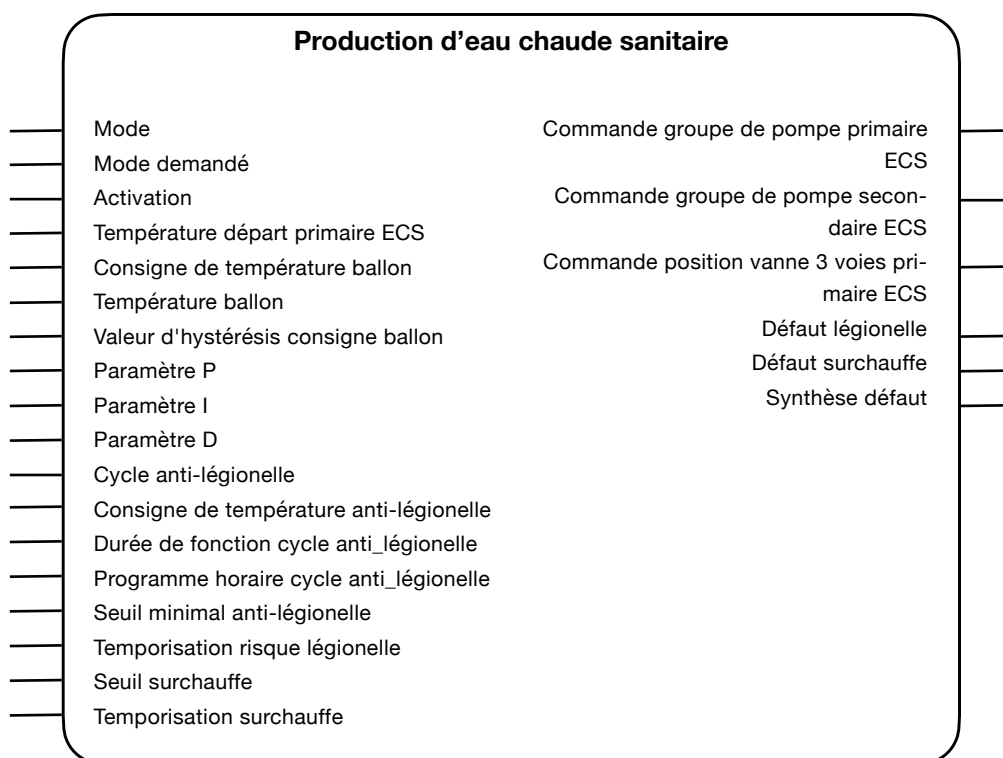 Production d’eau chaude sanitaire
Mode
Mode demandé
Activation
Température départ primaire ECS
Consigne de température ballon
Température ballon
Valeur d'hystérésis consigne ballon
Paramètre P
Paramètre I
Paramètre D
Cycle anti-légionelle
Consigne de température anti-légionelle
Durée de fonction cycle anti_légionelle
Programme horaire cycle anti_légionelle
Seuil minimal anti-légionelle
Temporisation risque légionelle
Seuil surchauffe
Temporisation surchauffe
Commande groupe de pompe primaire
ECS
Commande groupe de pompe secon-
daire ECS
Commande position vanne 3 voies pri-
maire ECS
Défaut légionelle
Défaut surchauffe
Synthèse défaut